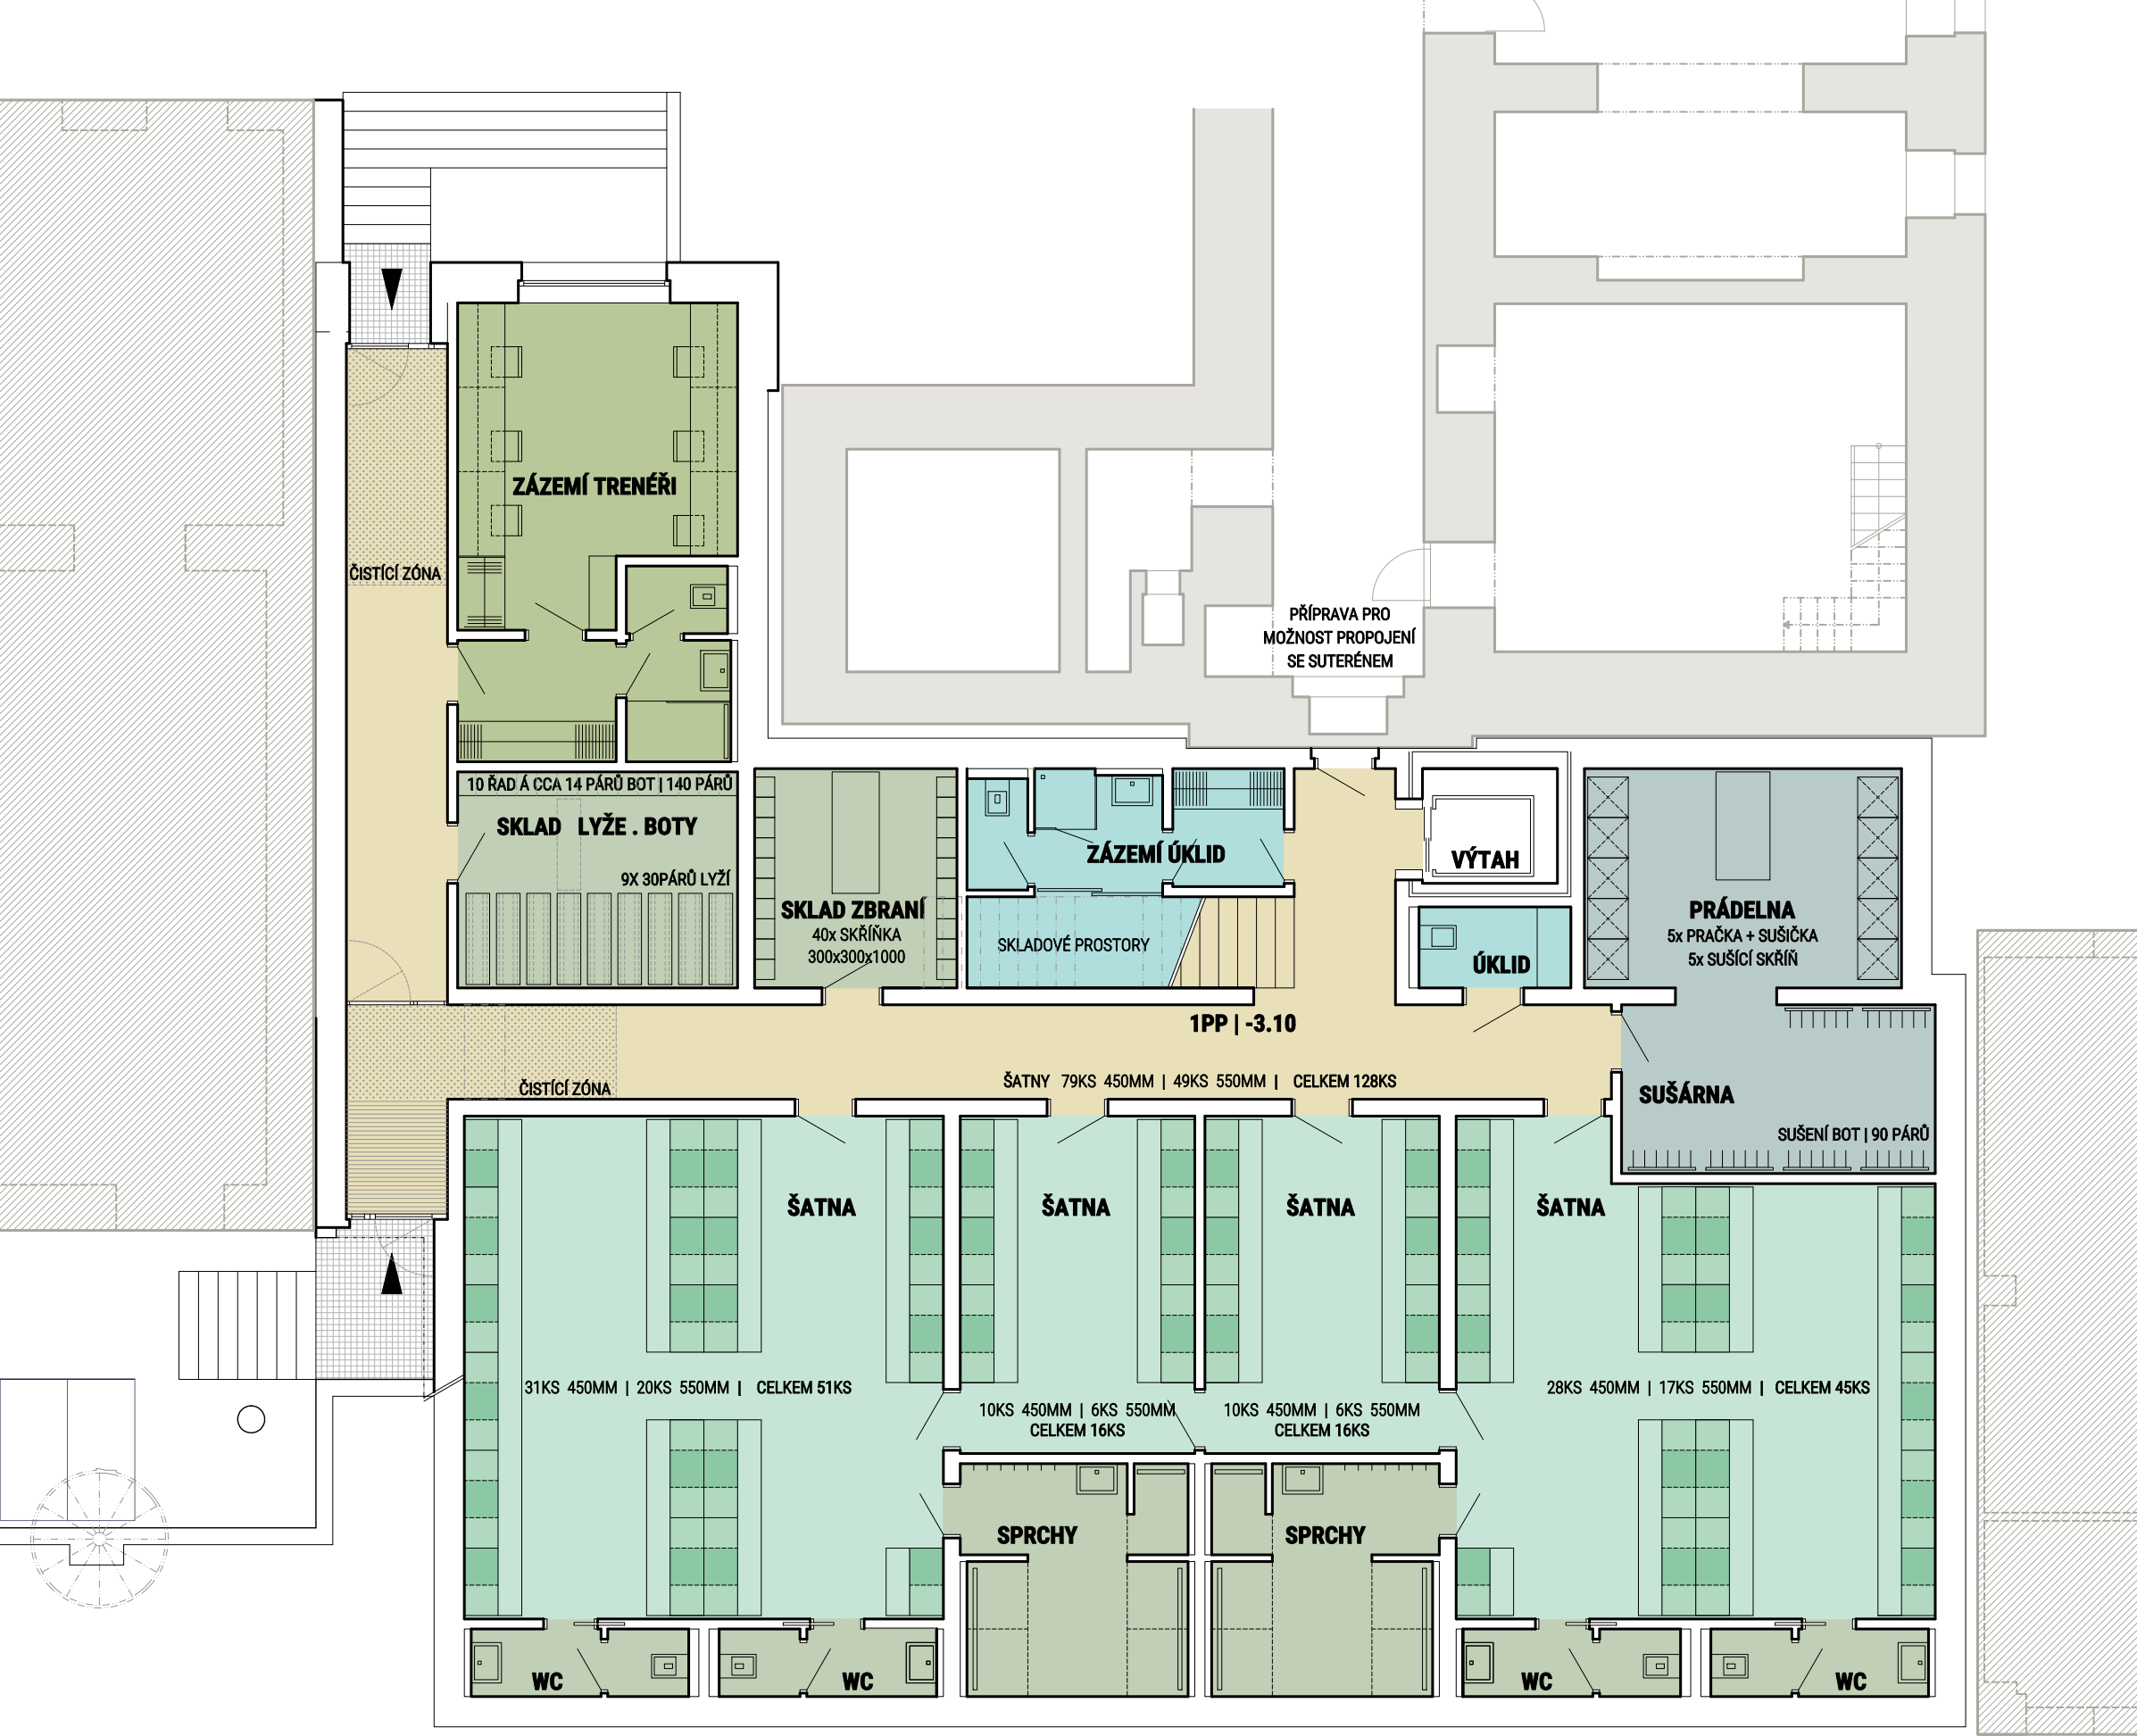 ZÁZEMÍ TRENÉŘI
ČISTÍCÍ ZÓNA
PŘÍPRAVA PRO
MOŽNOST PROPOJENÍ
SE SUTERÉNEM
10 ŘAD Á CCA 14 PÁRŮ BOT | 140 PÁRŮ
SKLAD LYŽE . BOTY
9X 30PÁRŮ LYŽÍ
SKLAD ZBRANÍ
40x SKŘÍŇKA
300x300x1000
ZÁZEMÍ ÚKLID
SKLADOVÉ PROSTORY
VÝTAH
ÚKLID
PRÁDELNA
5x PRAČKA + SUŠIČKA
5x SUŠÍCÍ SKŘÍŇ
1PP | -3.10
ČISTÍCÍ ZÓNA
ŠATNY 79KS 450MM | 49KS 550MM | CELKEM 128KS
SUŠÁRNA
SUŠENÍ BOT | 90 PÁRŮ
ŠATNA
ŠATNA
ŠATNA
ŠATNA
31KS 450MM | 20KS 550MM | CELKEM 51KS
10KS 450MM | 6KS 550MM
CELKEM 16KS
10KS 450MM | 6KS 550MM
CELKEM 16KS
28KS 450MM | 17KS 550MM | CELKEM 45KS
SPRCHY
SPRCHY
WC
WC
WC
WC